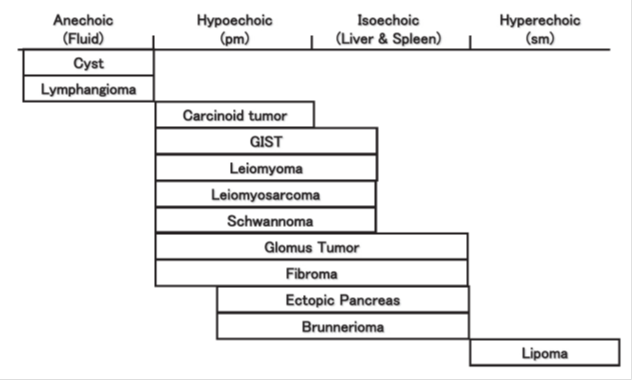 Anechoic Hypoechoic Isoechoic Hyperechoic
(Fluid) (pm) (Liver & Spleen) (sm)
Cyst
Lymphangioma
Carcinoid tumor
GIST
Leiomyoma
Leiomyosarcoma
Schwannoma
Glomus Tumor
Fibroma
Ectopic Pancreas
Brunnerioma
Lipoma